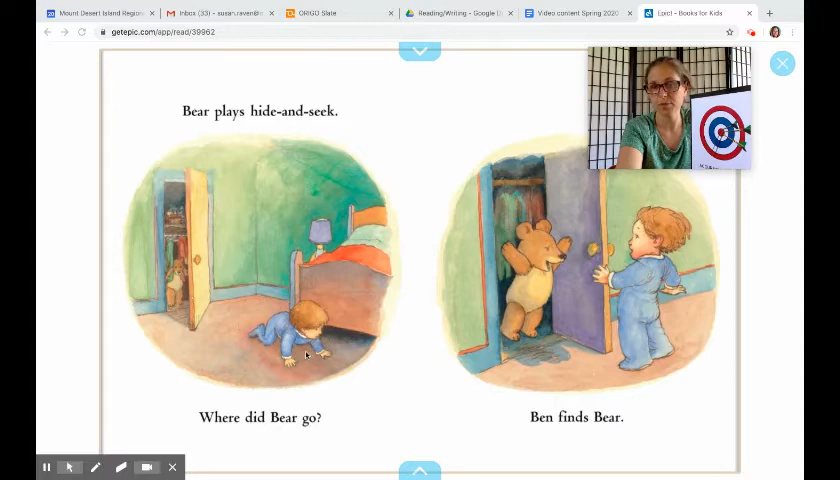 Mount Desert Island Region
Inbox (33) - susan.raven@m
ORIGO Slate
Reading/Writing - Google D
Video content Spring 2020
Epic! - Books for Kids
getepic.com/app/read/39962
Bear plays hide-and-seek.
Where did Bear go?
Ben finds Bear.